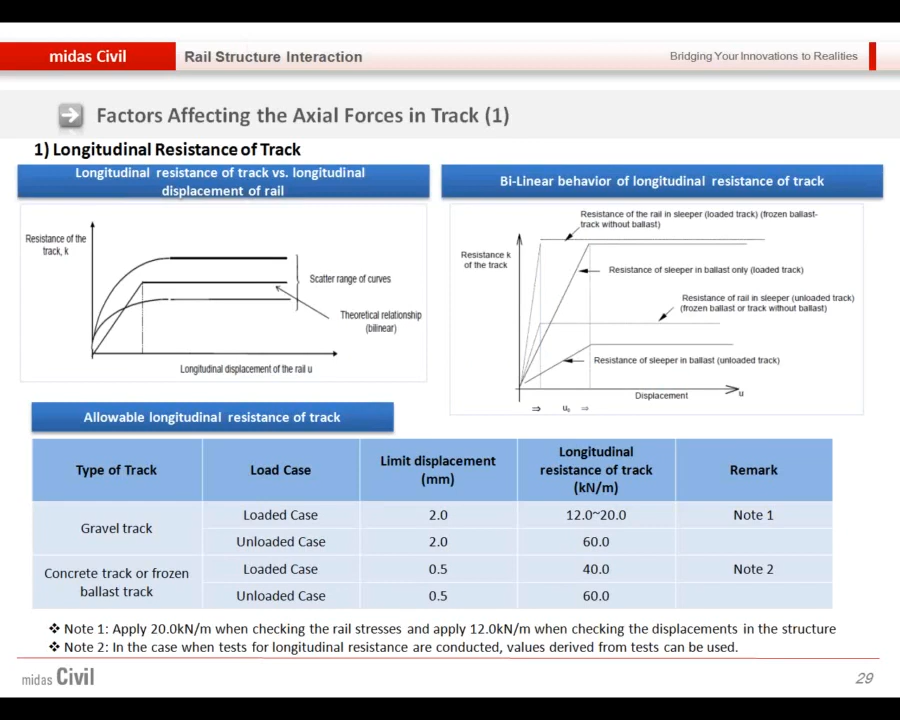 midas Civil
Rail Structure Interaction
Bridging Your Innovations to Realities
Factors Affecting the Axial Forces in Track (1)
1) Longitudinal Resistance of Track
Longitudinal resistance of track vs. longitudinal
displacement of rail
Resistance of the
track, k
Scatter range of curves
Theoretical relationship
(bilinear)
Longitudinal displacement of the rail u
Bi-Linear behavior of longitudinal resistance of track
Resistance of the rail in sleeper (loaded track) (frozen ballast-
track without ballast)
Resistance k
of the track
Resistance of sleeper in ballast only (loaded track)
Resistance of rail in sleeper (unloaded track)
(frozen ballast or track without ballast)
Resistance of sleeper in ballast (unloaded track)
Displacement
u
⇒ u₀ ⇒
Allowable longitudinal resistance of track
Type of Track Load Case Limit displacement (mm) Longitudinal resistance of track (kN/m) Remark
Gravel track Loaded Case 2.0 12.0~20.0 Note 1
Unloaded Case 2.0 60.0
Concrete track or frozen ballast track Loaded Case 0.5 40.0 Note 2
Unloaded Case 0.5 60.0
❖ Note 1: Apply 20.0kN/m when checking the rail stresses and apply 12.0kN/m when checking the displacements in the structure
❖ Note 2: In the case when tests for longitudinal resistance are conducted, values derived from tests can be used.
midas Civil
29